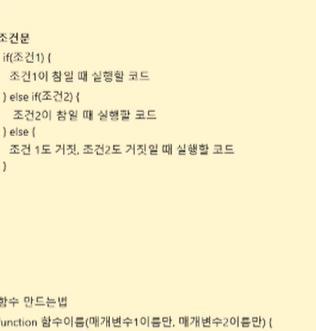 조건문
if(조건1) {
조건1이 참일 때 실행할 코드
} else if(조건2) {
조건2이 참일 때 실행할 코드
} else {
조건 1도 거짓, 조건2도 거짓일 때 실행할 코드
}
함수 만드는법
function 함수이름(매개변수1이름만, 매개변수2이름만) {